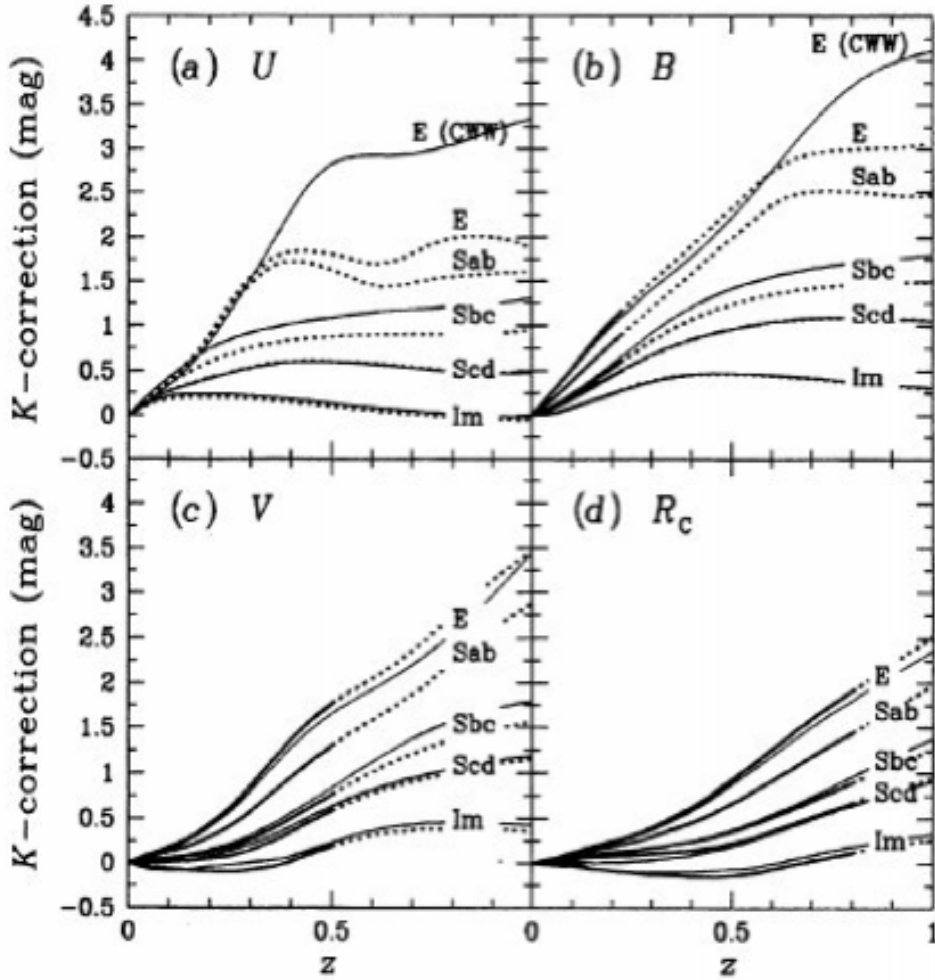 4.5
4
3.5
3
2.5
2
1.5
1
0.5
0
-0.5
K-correction (mag)
(a) U
E (CWW)
E
Sab
Sbc
Scd
Im
(b) B
E (CWW)
E
Sab
Sbc
Scd
Im
4
3.5
3
2.5
2
1.5
1
0.5
0
-0.5
K-correction (mag)
(c) V
E
Sab
Sbc
Scd
Im
(d) R_C
E
Sab
Sbc
Scd
Im
0
0.5
0
0.5
1
z
z